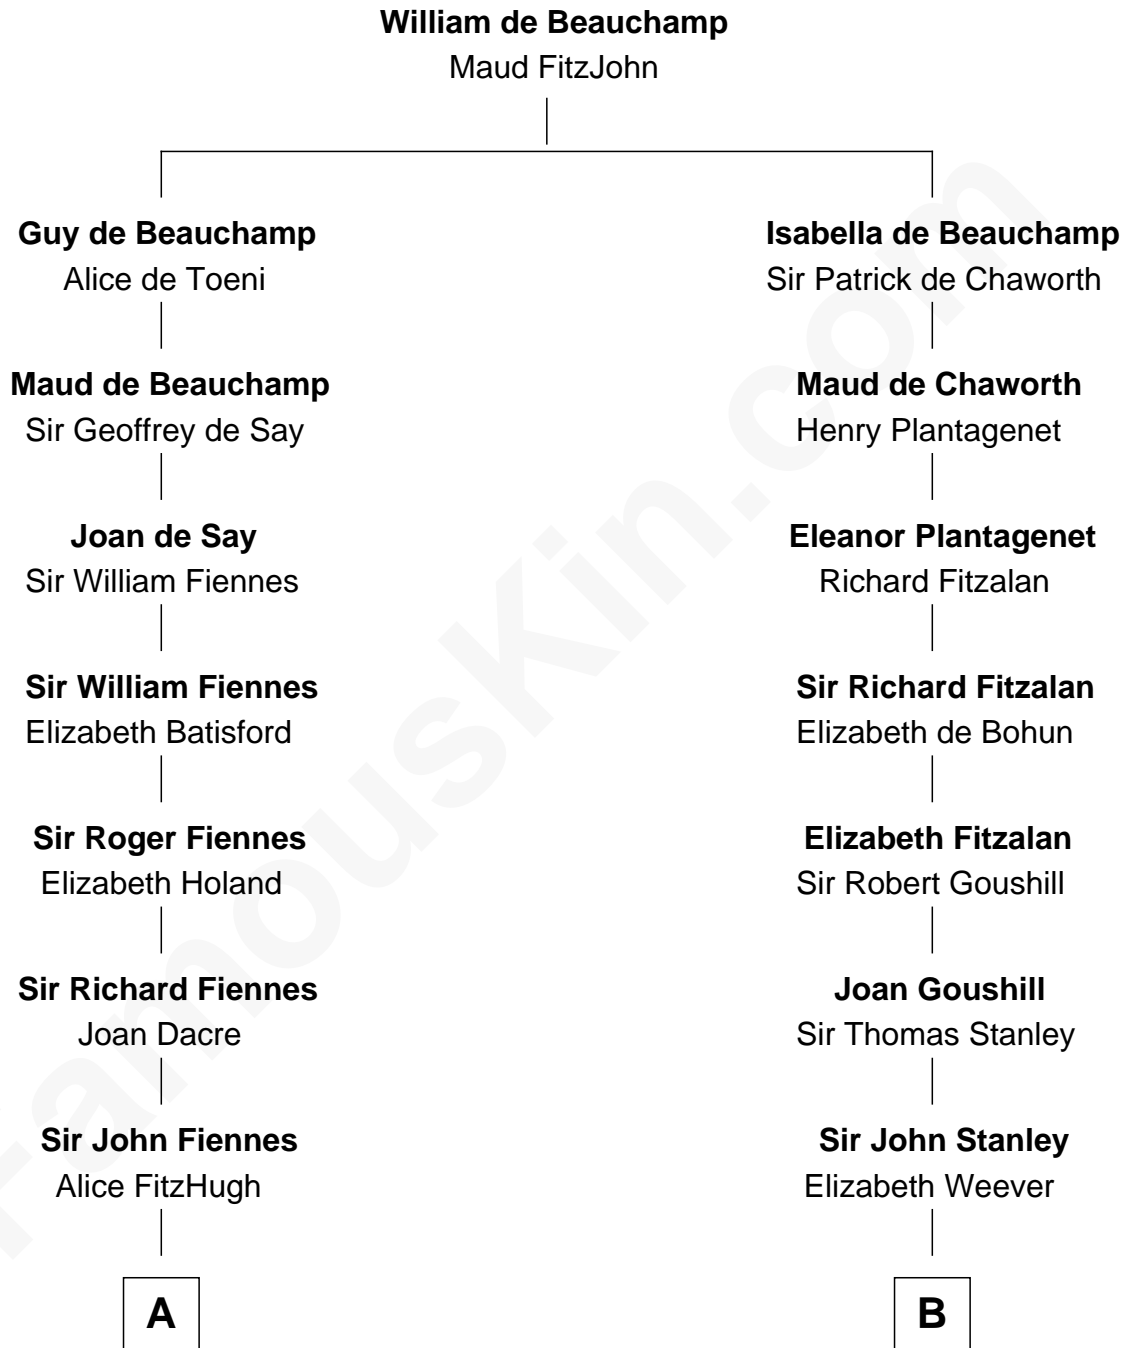 William de Beauchamp
Maud FitzJohn
Guy de Beauchamp
Alice de Toeni
Isabella de Beauchamp
Sir Patrick de Chaworth
Maud de Beauchamp
Sir Geoffrey de Say
Maud de Chaworth
Henry Plantagenet
Joan de Say
Sir William Fiennes
Eleanor Plantagenet
Richard Fitzalan
Sir William Fiennes
Elizabeth Batisford
Sir Richard Fitzalan
Elizabeth de Bohun
Sir Roger Fiennes
Elizabeth Holand
Elizabeth Fitzalan
Sir Robert Goushill
Sir Richard Fiennes
Joan Dacre
Joan Goushill
Sir Thomas Stanley
Sir John Fiennes
Alice FitzHugh
Sir John Stanley
Elizabeth Weever
A
B
FamousKin.com